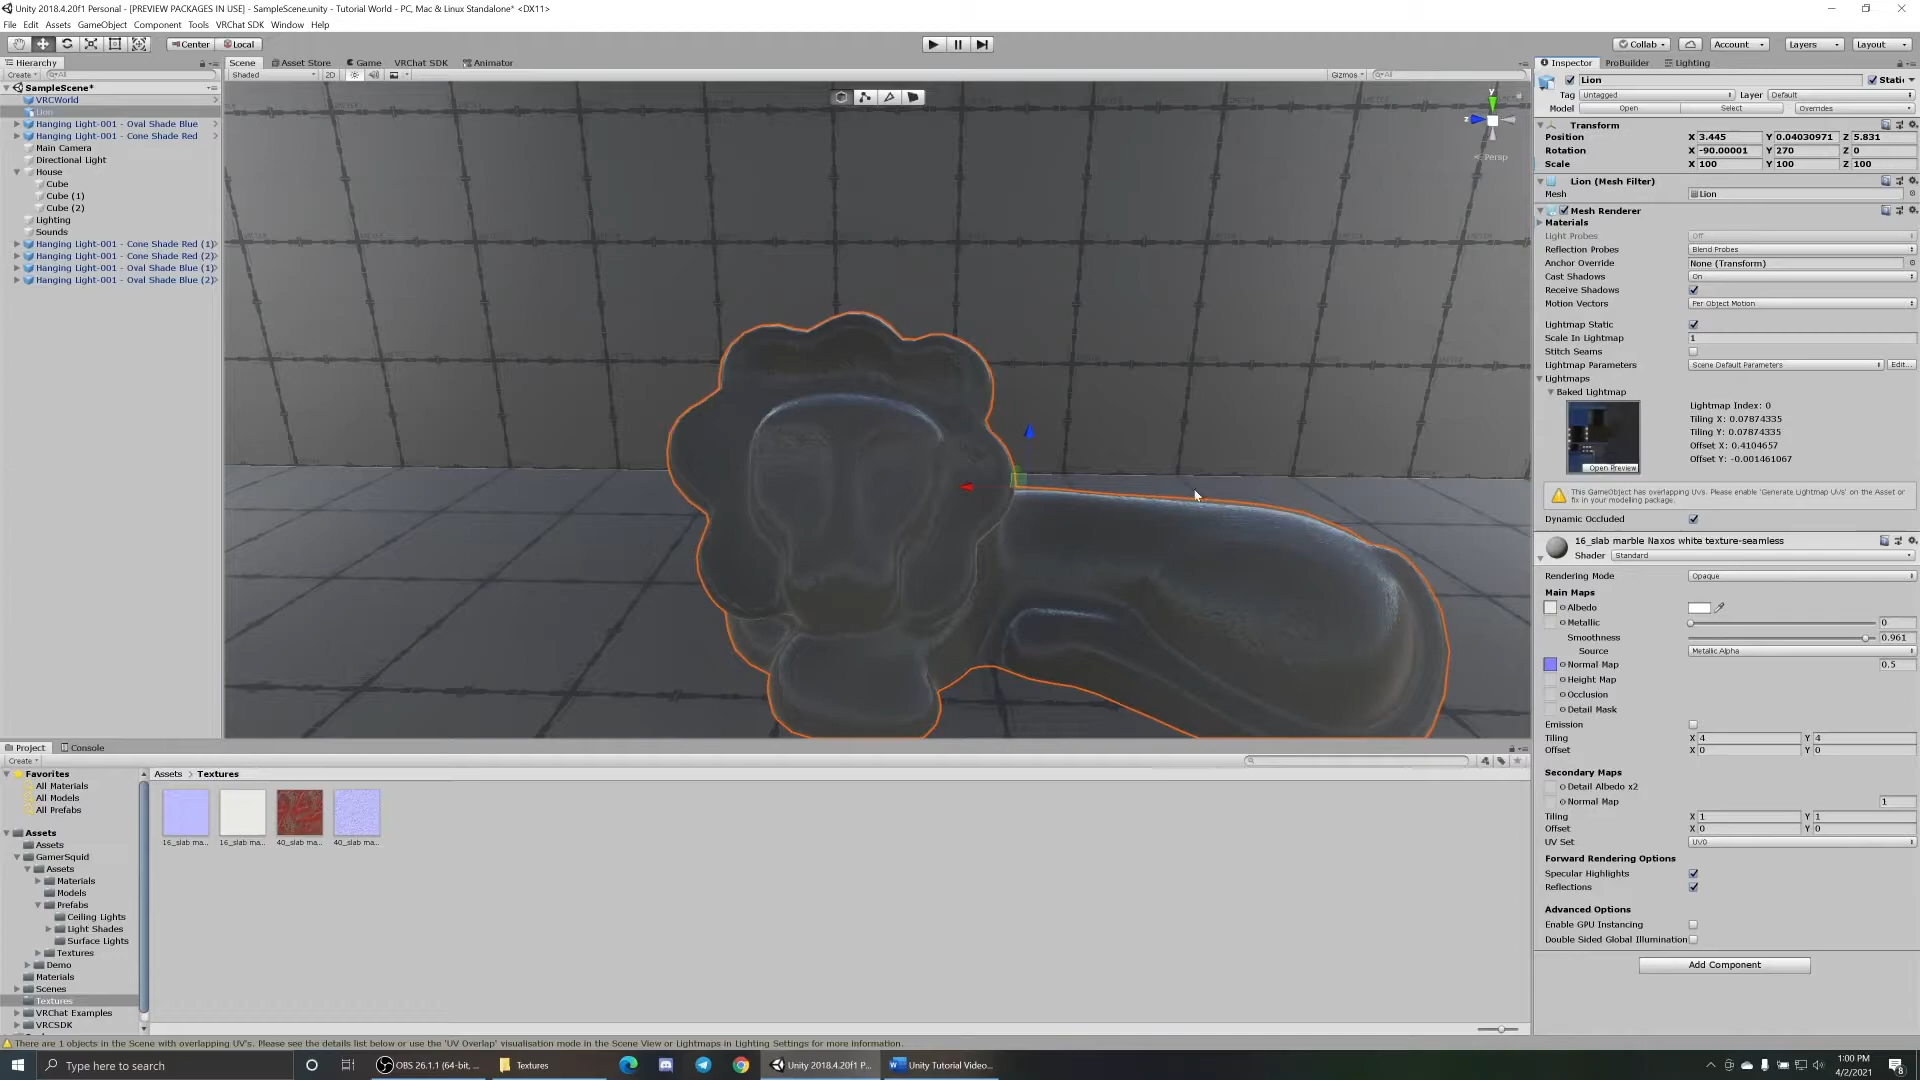 Unity 2018.4.20f1 Personal - [PREVIEW PACKAGES IN USE] - SampleScene.unity - Tutorial World - PC, Mac & Linux Standalone* <DX11>
File Edit Assets GameObject Component Tools VRChat SDK Window Help
Center Local Collab Account Layers Layout
Hierarchy
Create All
SampleScene*
VRCWorld
Lion
Hanging Light-001 - Oval Shade Blue
Hanging Light-001 - Cone Shade Red
Main Camera
Directional Light
House
Cube
Cube (1)
Cube (2)
Lighting
Sounds
Hanging Light-001 - Cone Shade Red (1)
Hanging Light-001 - Cone Shade Red (2)
Hanging Light-001 - Oval Shade Blue (1)
Hanging Light-001 - Oval Shade Blue (2)
Scene Asset Store Game VRChat SDK Animator
Shaded 2D Gizmos All
y
z
Persp
Inspector ProBuilder Lighting
Lion Static
Tag Untagged Layer Default
Model Open Select Overrides
Transform
Position X 3.445 Y 0.04030971 Z 5.831
Rotation X -90.00001 Y 270 Z 0
Scale X 100 Y 100 Z 100
Lion (Mesh Filter)
Mesh Lion
Mesh Renderer
Materials
Light Probes Off
Reflection Probes Blend Probes
Anchor Override None (Transform)
Cast Shadows On
Receive Shadows
Motion Vectors Per Object Motion
Lightmap Static
Scale In Lightmap 1
Stitch Seams
Lightmap Parameters Scene Default Parameters Edit...
Lightmaps
Baked Lightmap
Lightmap Index: 0
Tiling X: 0.07874335
Tiling Y: 0.07874335
Offset X: 0.4104657
Offset Y: -0.001461067
Open Preview
This GameObject has overlapping UVs. Please enable 'Generate Lightmap UVs' on the Asset or
fix in your modelling package.
Dynamic Occluded
16_slab marble Naxos white texture-seamless
Shader Standard
Rendering Mode Opaque
Main Maps
Albedo
Metallic 0
Smoothness 0.961
Source Metallic Alpha
Normal Map 0.5
Height Map
Occlusion
Detail Mask
Emission
Tiling X 4 Y 4
Offset X 0 Y 0
Secondary Maps
Detail Albedo x2
Normal Map 1
Tiling X 1 Y 1
Offset X 0 Y 0
UV Set UV0
Forward Rendering Options
Specular Highlights
Reflections
Advanced Options
Enable GPU Instancing
Double Sided Global Illumination
Add Component
Project Console
Create
Favorites
All Materials
All Models
All Prefabs
Assets
Assets
GamerSquid
Assets
Materials
Models
Prefabs
Ceiling Lights
Light Shades
Surface Lights
Textures
Demo
Materials
Scenes
Textures
VRChat Examples
VRCSDK
Assets > Textures
16_slab ma... 16_slab ma... 40_slab ma... 40_slab ma...
There are 1 objects in the Scene with overlapping UV's. Please see the details list below or use the 'UV Overlap' visualisation mode in the Scene View or Lightmaps in Lighting Settings for more information.
Type here to search
OBS 26.1.1 (64-bit, ...
Textures
Unity 2018.4.20f1 P...
Unity Tutorial Video...
1:00 PM
4/2/2021
8